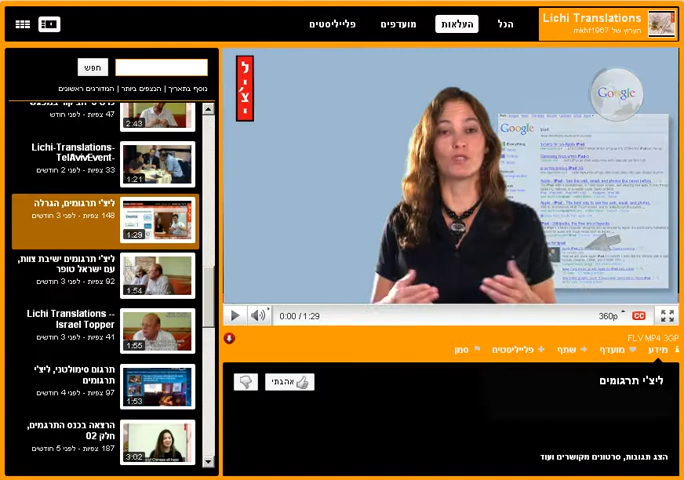 Lichi Translations
הערוץ של mkht1967
הכל
העלאות
מועדפים
פלייליסטים
חפש
נוסף בתאריך | הנצפים ביותר | המדורגים ראשונים
47 צפיות - לפני חודש
2:43
Lichi-Translations-
TelAvivEvent-
33 צפיות - לפני 2 חודשים
1:21
ליצ'י תרגומים, הגרלה
148 צפיות - לפני 3 חודשים
1:29
ליצ'י תרגומים ישיבת צוות,
עם ישראל טופר
92 צפיות - לפני 3 חודשים
1:54
Lichi Translations --
Israel Topper
41 צפיות - לפני 3 חודשים
1:55
תרגום סימולטני, ליצ'י
תרגומים
97 צפיות - לפני 4 חודשים
1:53
הרצאה בכנס התרגומים,
חלק 02
187 צפיות - לפני 5 חודשים
3:02
ליצ'י
Google
Google
0:00 / 1:29
360p
CC
FLV MP4 3GP
מידע
מועדף
שתף
פלייליסטים
סמן
ליצ'י תרגומים
אהבתי
הצג תגובות, סרטונים מקושרים ועוד